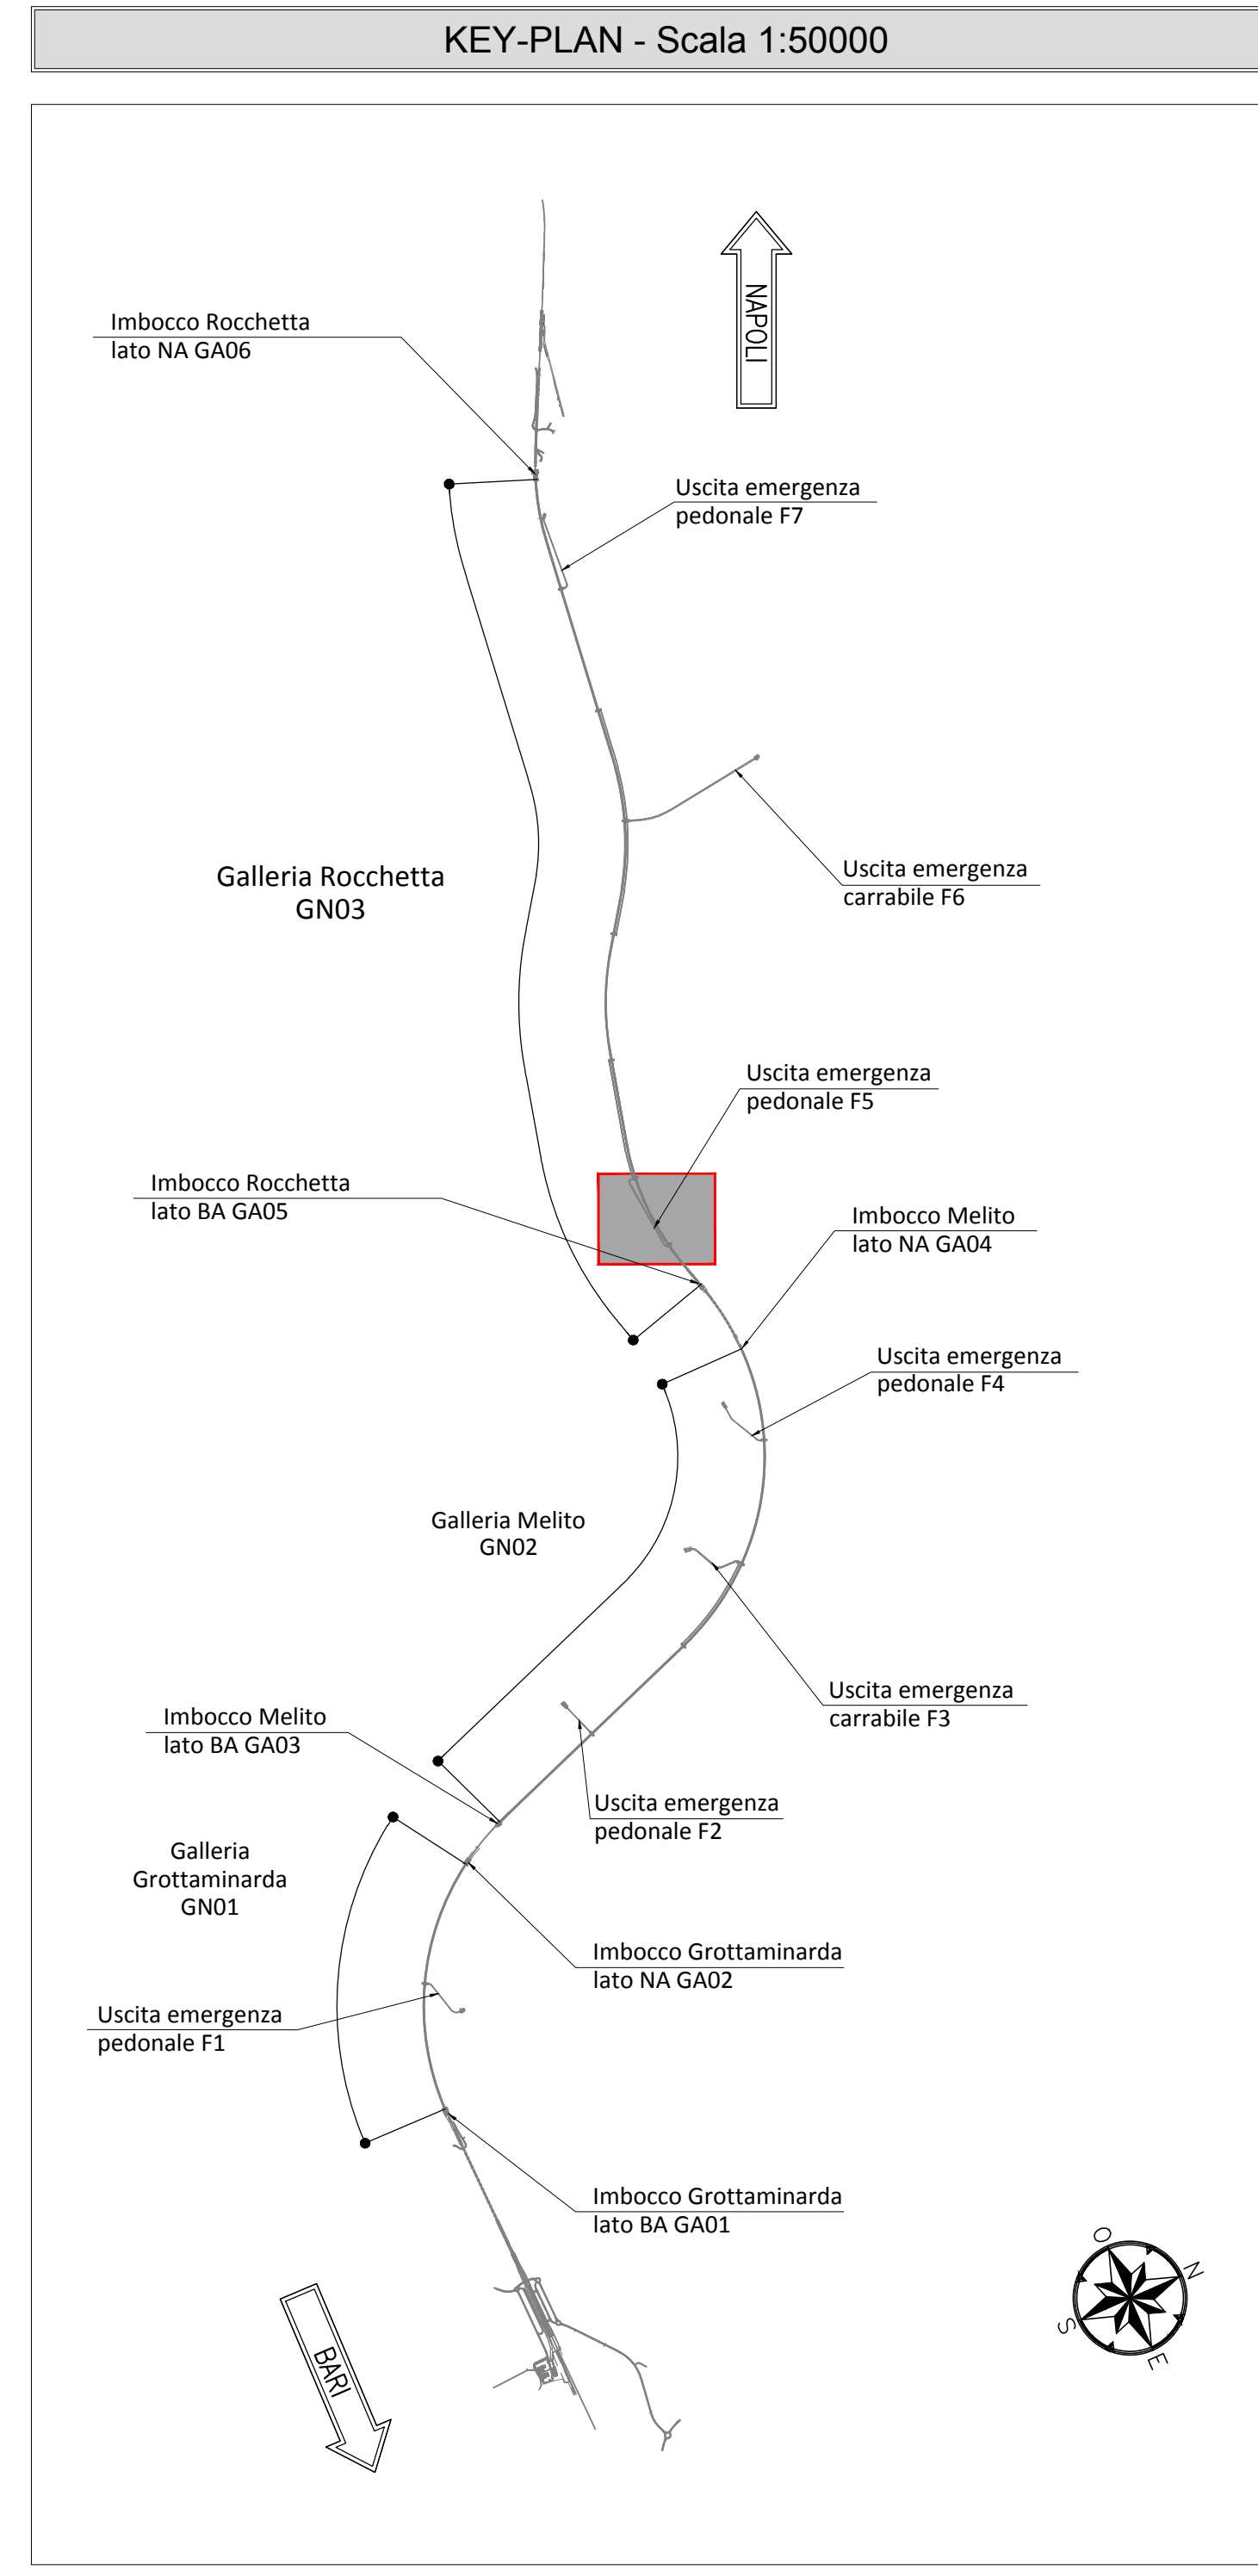 KEY-PLAN - Scala 1:50000
NAPOLI
Imbocco Rocchetta
lato NA GA06
Uscita emergenza
pedonale F7
Uscita emergenza
carrabile F6
Galleria Rocchetta
GN03
Uscita emergenza
pedonale F5
Imbocco Rocchetta
lato BA GA05
Imbocco Melito
lato NA GA04
Uscita emergenza
pedonale F4
Galleria Melito
GN02
Uscita emergenza
carrabile F3
Imbocco Melito
lato BA GA03
Uscita emergenza
pedonale F2
Galleria
Grottaminarda
GN01
Imbocco Grottaminarda
lato NA GA02
Uscita emergenza
pedonale F1
Imbocco Grottaminarda
lato BA GA01
O
N
S
E
BARI